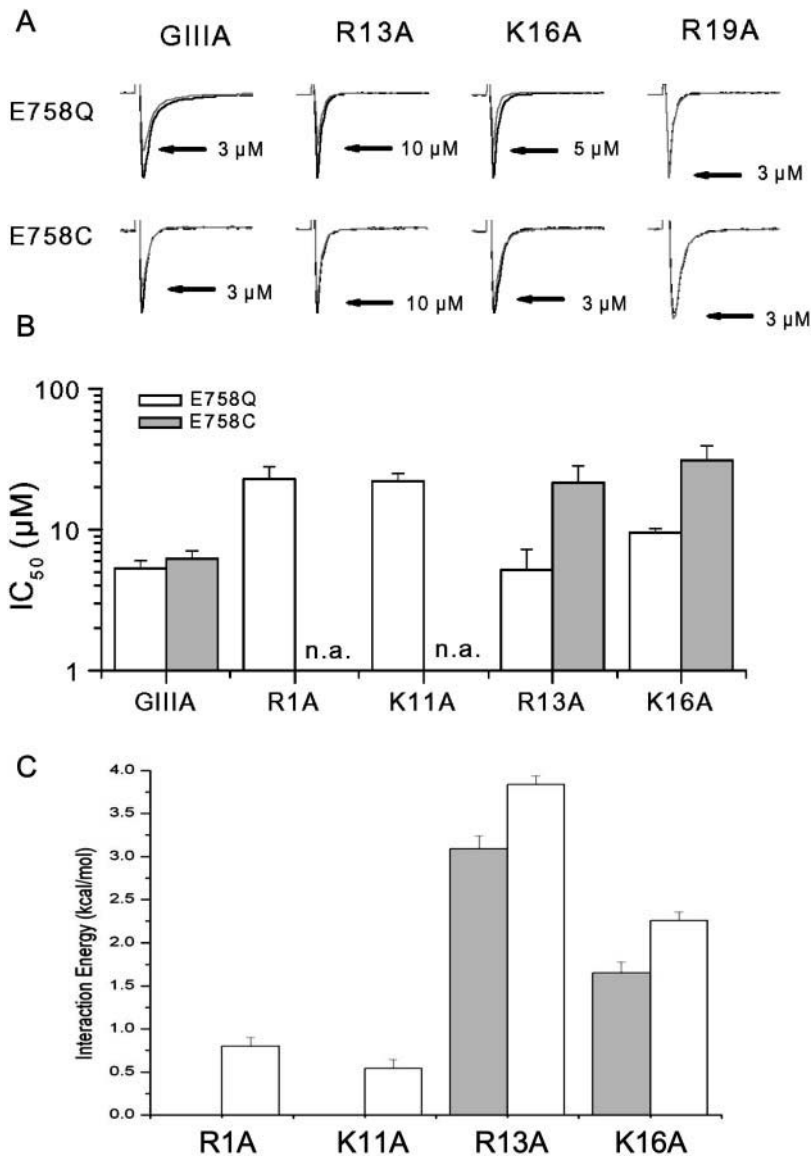 A
GIIIA R13A K16A R19A
E758Q
3 µM 10 µM 5 µM 3 µM
E758C
3 µM 10 µM 3 µM 3 µM
B
E758Q
E758C
IC50 (µM)
100
10
1
n.a. n.a.
GIIIA R1A K11A R13A K16A
C
Interaction Energy (kcal/mol)
4.0
3.5
3.0
2.5
2.0
1.5
1.0
0.5
0.0
R1A K11A R13A K16A